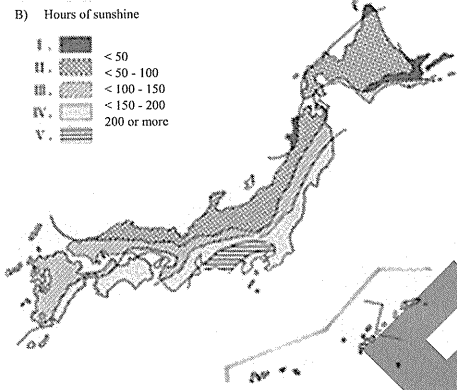 B) Hours of sunshine
I. < 50
II. < 50 - 100
III. < 100 - 150
IV. < 150 - 200
V. 200 or more